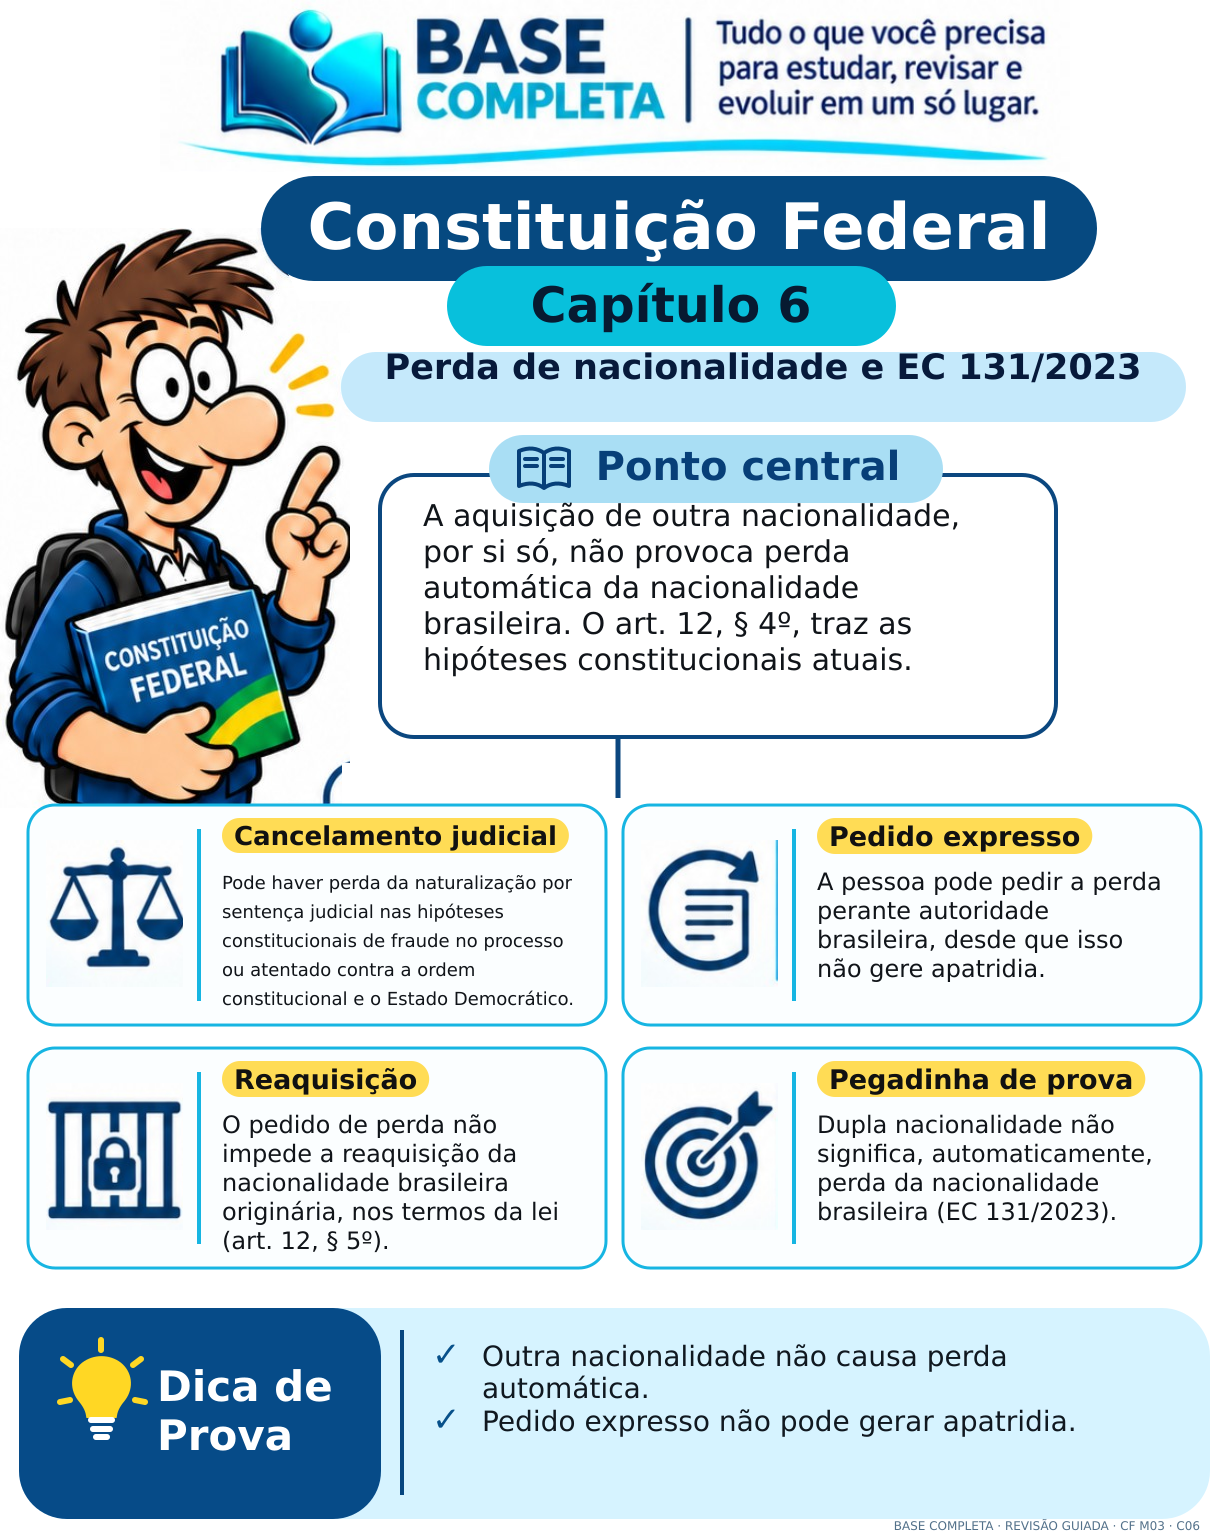 BASE
COMPLETA
Tudo o que você precisa
para estudar, revisar e
evoluir em um só lugar.
Constituição Federal
Capítulo 6
Perda de nacionalidade e EC 131/2023
CONSTITUIÇÃO
FEDERAL
Ponto central
A aquisição de outra nacionalidade,
por si só, não provoca perda
automática da nacionalidade
brasileira. O art. 12, § 4º, traz as
hipóteses constitucionais atuais.
Cancelamento judicial
Pode haver perda da naturalização por
sentença judicial nas hipóteses
constitucionais de fraude no processo
ou atentado contra a ordem
constitucional e o Estado Democrático.
Pedido expresso
A pessoa pode pedir a perda
perante autoridade
brasileira, desde que isso
não gere apatridia.
Reaquisição
O pedido de perda não
impede a reaquisição da
nacionalidade brasileira
originária, nos termos da lei
(art. 12, § 5º).
Pegadinha de prova
Dupla nacionalidade não
significa, automaticamente,
perda da nacionalidade
brasileira (EC 131/2023).
Dica de
Prova
✓ Outra nacionalidade não causa perda
automática.
✓ Pedido expresso não pode gerar apatridia.
BASE COMPLETA · REVISÃO GUIADA · CF M03 · C06